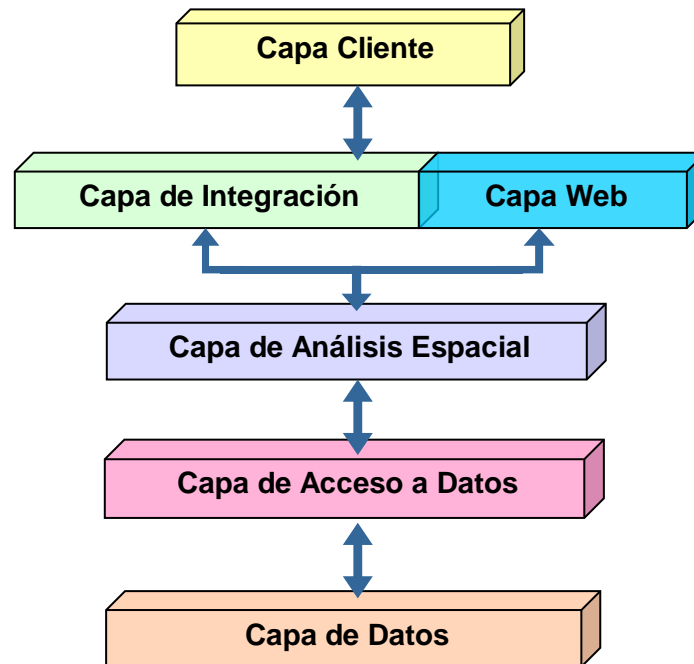 Capa Cliente
Capa de Integración
Capa Web
Capa de Análisis Espacial
Capa de Acceso a Datos
Capa de Datos